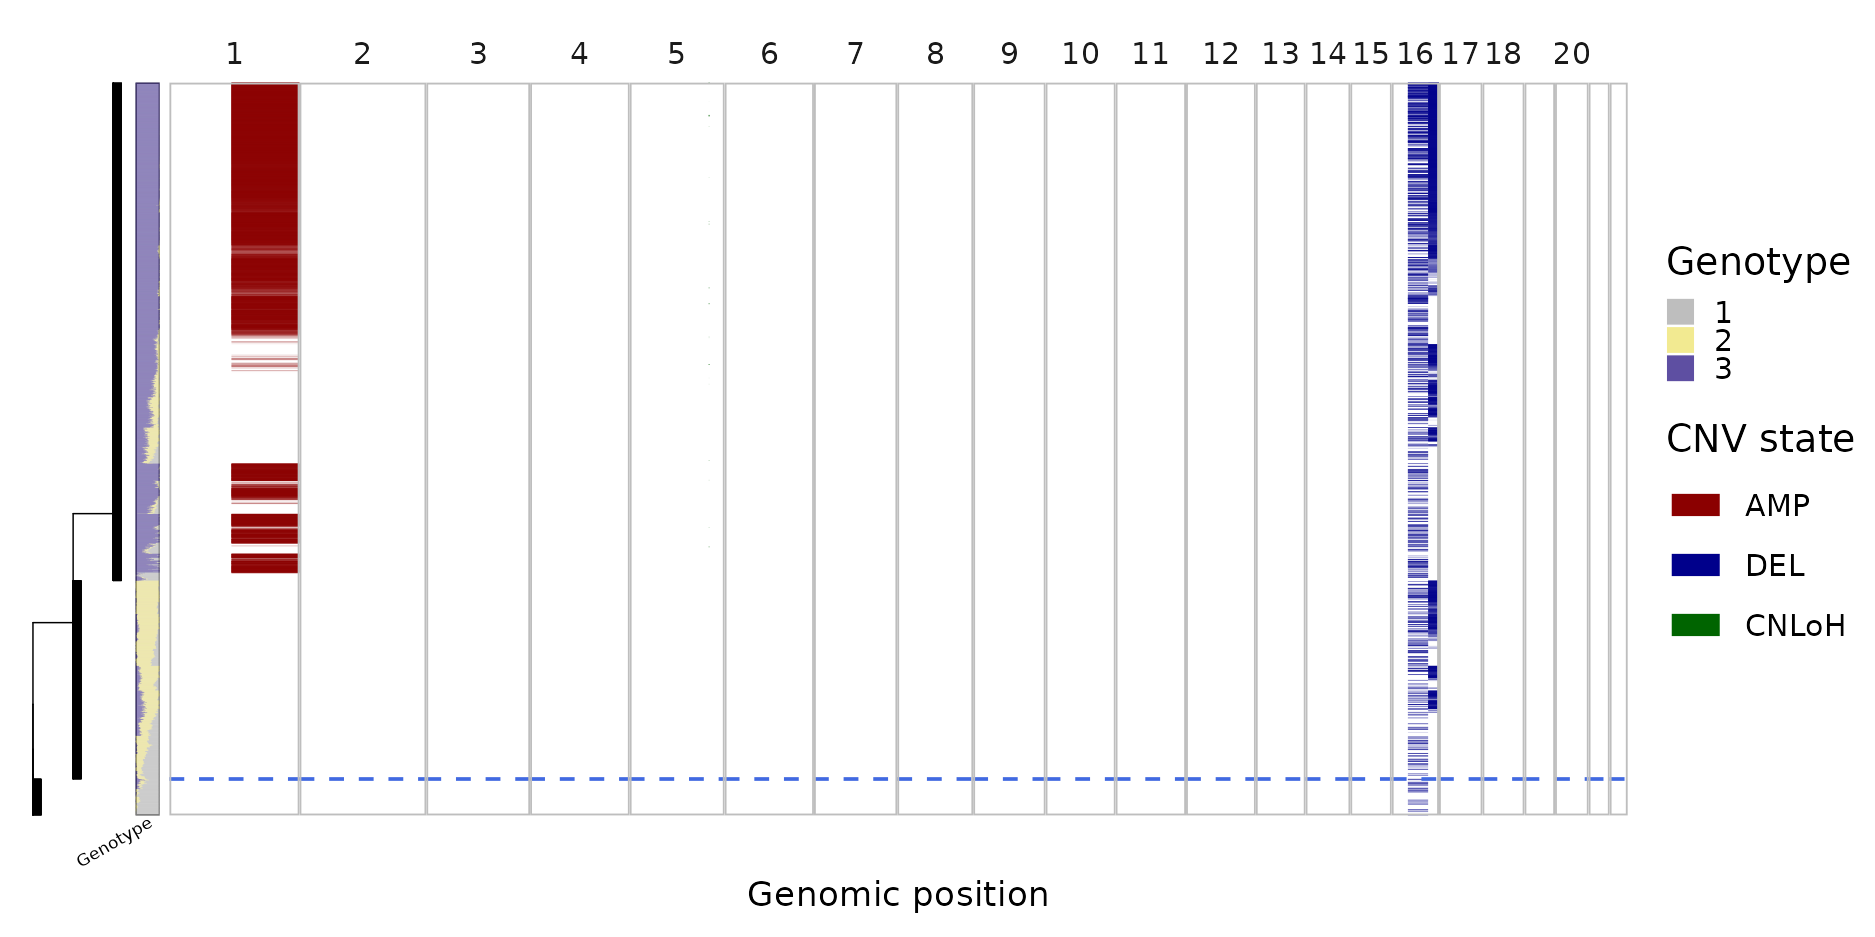 1 2 3 4 5 6 7 8 9 10 11 12 13 14 15 16 17 18 20
Genotype
1
2
3
CNV state
AMP
DEL
CNLoH
Genotype
Genomic position